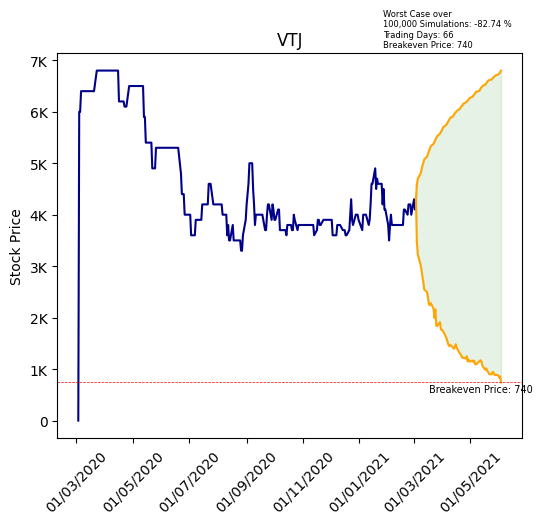 Worst Case over
100,000 Simulations: -82.74 %
Trading Days: 66
Breakeven Price: 740
VTJ
7K
6K
5K
4K
3K
2K
1K
0
Stock Price
Breakeven Price: 740
01/03/2020
01/05/2020
01/07/2020
01/09/2020
01/11/2020
01/01/2021
01/03/2021
01/05/2021